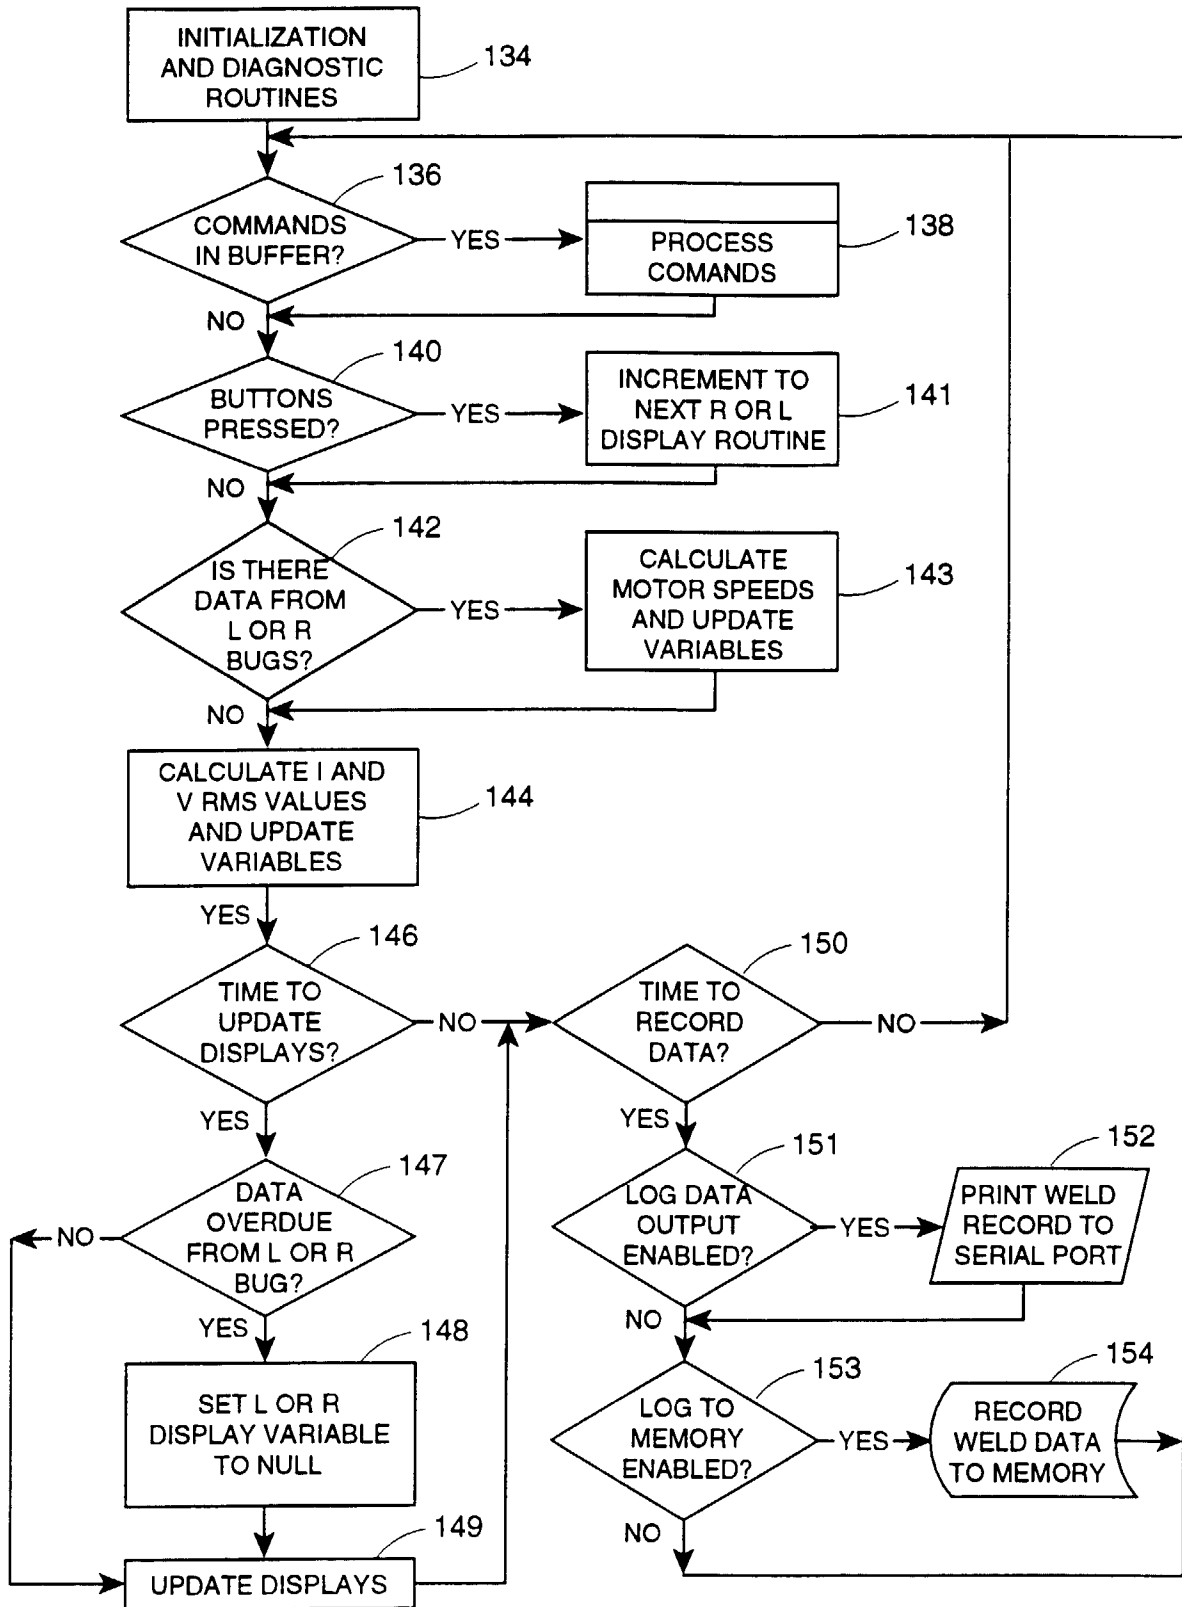 INITIALIZATION
AND DIAGNOSTIC
ROUTINES
134
COMMANDS
IN BUFFER?
136
YES
PROCESS
COMANDS
138
NO
BUTTONS
PRESSED?
140
YES
INCREMENT TO
NEXT R OR L
DISPLAY ROUTINE
141
NO
IS THERE
DATA FROM
L OR R
BUGS?
142
YES
CALCULATE
MOTOR SPEEDS
AND UPDATE
VARIABLES
143
NO
CALCULATE I AND
V RMS VALUES
AND UPDATE
VARIABLES
144
YES
TIME TO
UPDATE
DISPLAYS?
146
NO
TIME TO
RECORD
DATA?
150
NO
YES
DATA
OVERDUE
FROM L OR R
BUG?
147
NO
YES
SET L OR R
DISPLAY VARIABLE
TO NULL
148
UPDATE DISPLAYS
149
YES
LOG DATA
OUTPUT
ENABLED?
151
YES
PRINT WELD
RECORD TO
SERIAL PORT
152
NO
LOG TO
MEMORY
ENABLED?
153
YES
RECORD
WELD DATA
TO MEMORY
154
NO